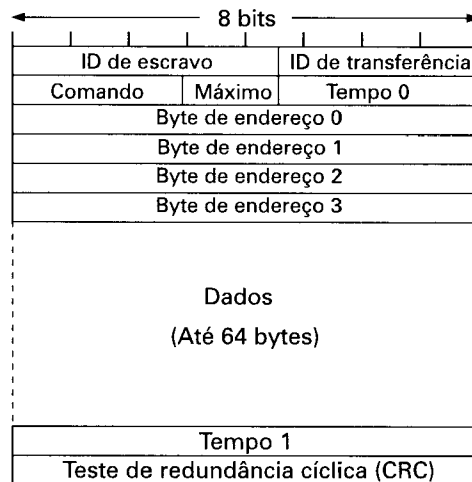 8 bits
ID de escravo ID de transferência
Comando Máximo Tempo 0
Byte de endereço 0
Byte de endereço 1
Byte de endereço 2
Byte de endereço 3
Dados
(Até 64 bytes)
Tempo 1
Teste de redundância cíclica (CRC)